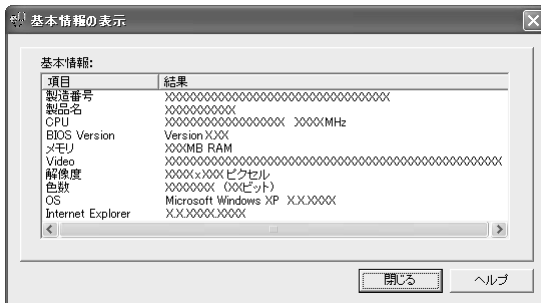 基本情報の表示
基本情報:
項目 結果
製造番号 XXXXXXXXXXXXXXXXXXXXXXXXXXXXXXXXXX
製品名 XXXXXXXXXX
CPU XXXXXXXXXXXXXXXXX XXXXMHz
BIOS Version Version X.XX
メモリ XXXMB RAM
Video XXXXXXXXXXXXXXXXXXXXXXXXXXXXXXXXXXXXXXXXXXXXXXXXXX
解像度 XXXX x XXX ピクセル
色数 XXXXXXX （XXビット）
OS Microsoft Windows XP X.X.XXXX
Internet Explorer X.X.XXXX.XXXX
閉じる ヘルプ